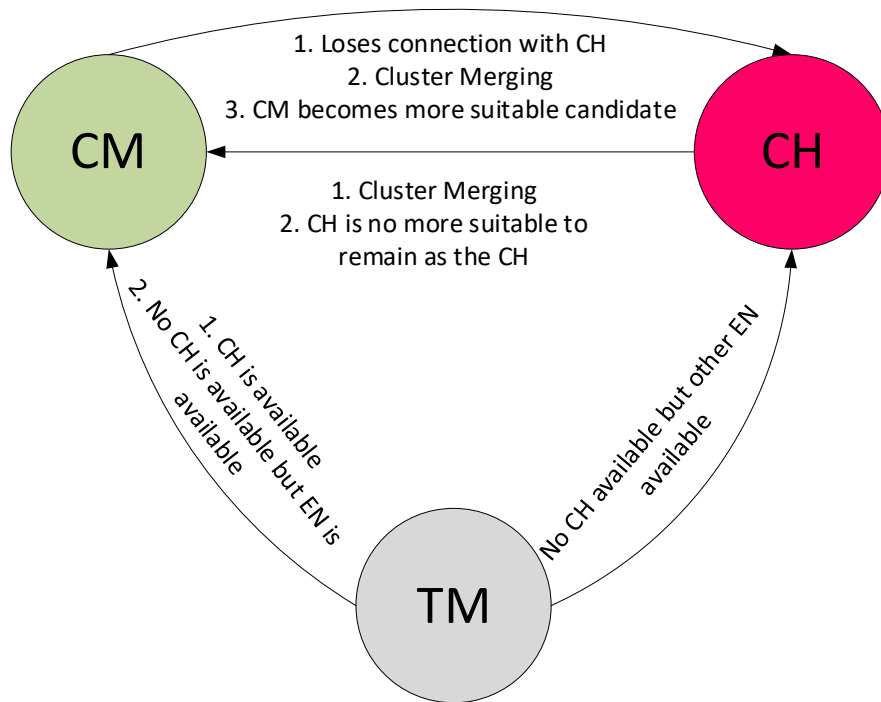 1. Loses connection with CH
2. Cluster Merging
3. CM becomes more suitable candidate
CM
CH
1. Cluster Merging
2. CH is no more suitable to
remain as the CH
1. CH is available
2. No CH is available but EN is
available
No CH available but other EN
available
TM